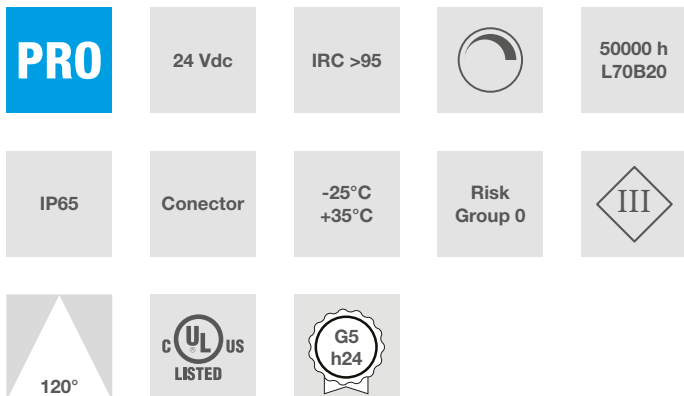 PRO
24 Vdc
IRC >95
50000 h
L70B20
IP65
Conector
-25°C
+35°C
Risk
Group 0
III
120°
C UL US
®
LISTED
G5
h24